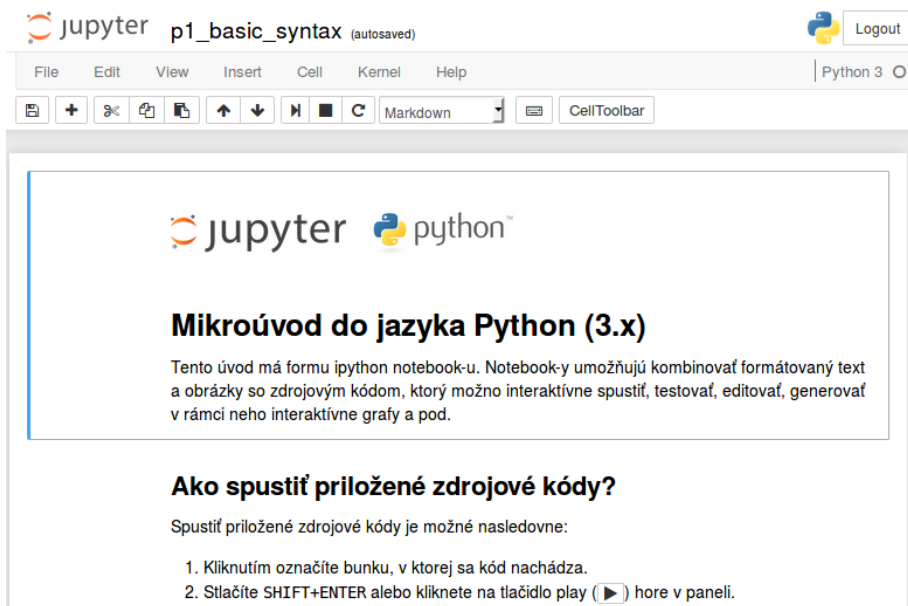 jupyter p1_basic_syntax (autosaved) Logout
File Edit View Insert Cell Kernel Help Python 3
Markdown CellToolbar
jupyter python™
Mikroúvod do jazyka Python (3.x)
Tento úvod má formu ipython notebook-u. Notebook-y umožňujú kombinovať formátovaný text
a obrázky so zdrojovým kódom, ktorý možno interaktívne spustiť, testovať, editovať, generovať
v rámci neho interaktívne grafy a pod.
Ako spustiť priložené zdrojové kódy?
Spustiť priložené zdrojové kódy je možné nasledovne:
1. Kliknutím označíte bunku, v ktorej sa kód nachádza.
2. Stlačíte SHIFT+ENTER alebo kliknete na tlačidlo play (▶) hore v paneli.